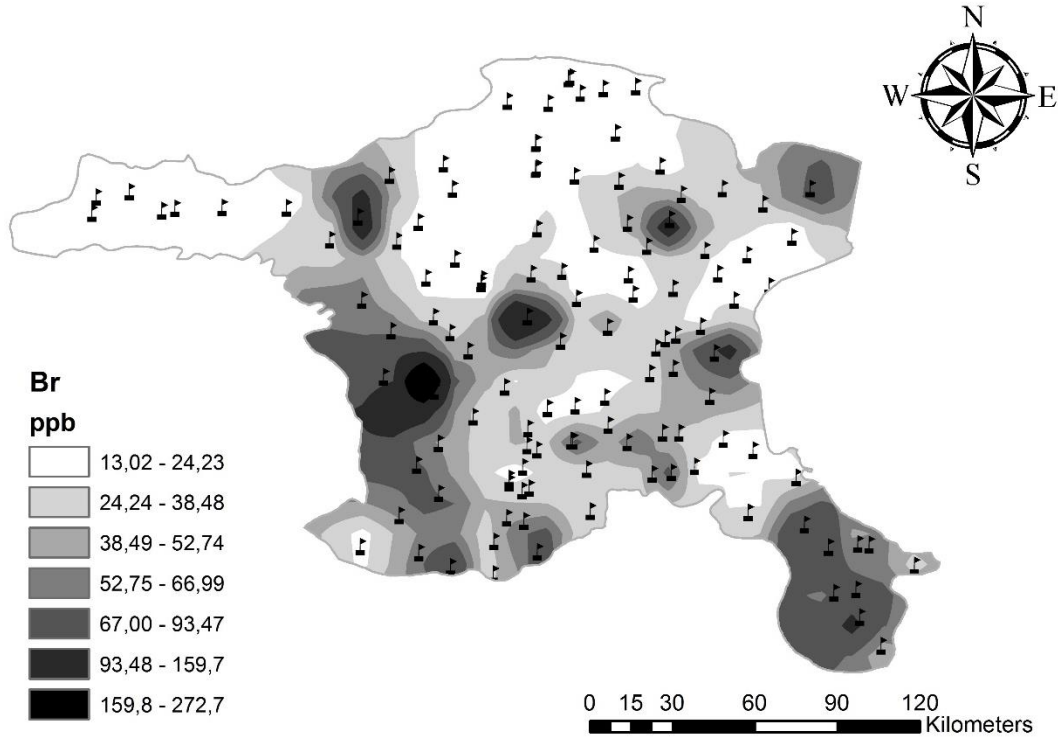 N
W E
S
Br
ppb
13,02 - 24,23
24,24 - 38,48
38,49 - 52,74
52,75 - 66,99
67,00 - 93,47
93,48 - 159,7
159,8 - 272,7
0 15 30 60 90 120
Kilometers